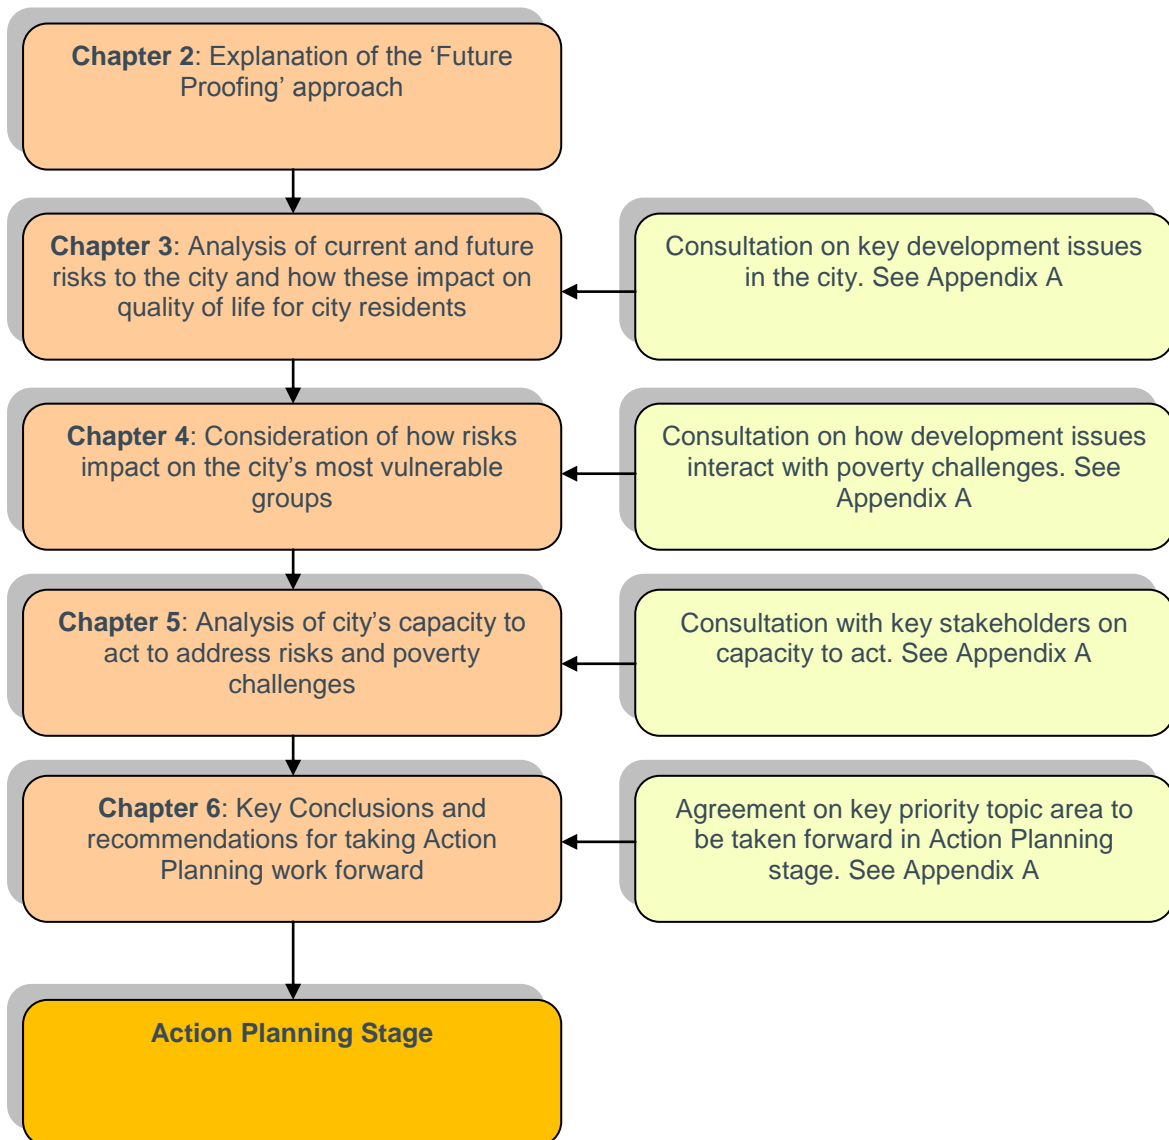 Chapter 2: Explanation of the ‘Future
Proofing’ approach
Chapter 3: Analysis of current and future
risks to the city and how these impact on
quality of life for city residents
Consultation on key development issues
in the city. See Appendix A
Chapter 4: Consideration of how risks
impact on the city’s most vulnerable
groups
Consultation on how development issues
interact with poverty challenges. See
Appendix A
Chapter 5: Analysis of city’s capacity to
act to address risks and poverty
challenges
Consultation with key stakeholders on
capacity to act. See Appendix A
Chapter 6: Key Conclusions and
recommendations for taking Action
Planning work forward
Agreement on key priority topic area to
be taken forward in Action Planning
stage. See Appendix A
Action Planning Stage